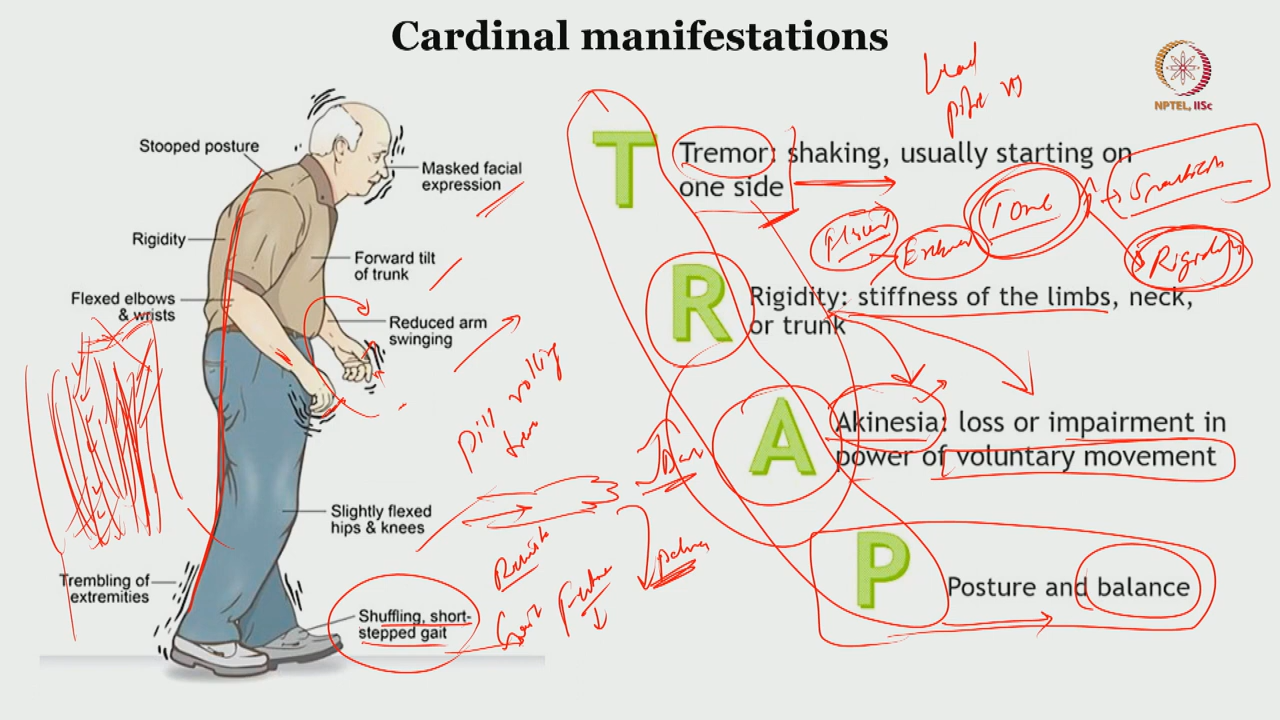 Cardinal manifestations
NPTEL, IISc
Stooped posture
Masked facial
expression
Rigidity
Forward tilt
of trunk
Flexed elbows
& wrists
Reduced arm
swinging
Slightly flexed
hips & knees
Trembling of
extremities
Shuffling, short-
stepped gait
pill rolling
Gait
Lead
pipe
T
Tremor: shaking, usually starting on
one side
Tone
Rigidity
R
Rigidity: stiffness of the limbs, neck,
or trunk
A
Akinesia: loss or impairment in
power of voluntary movement
P
Posture and balance